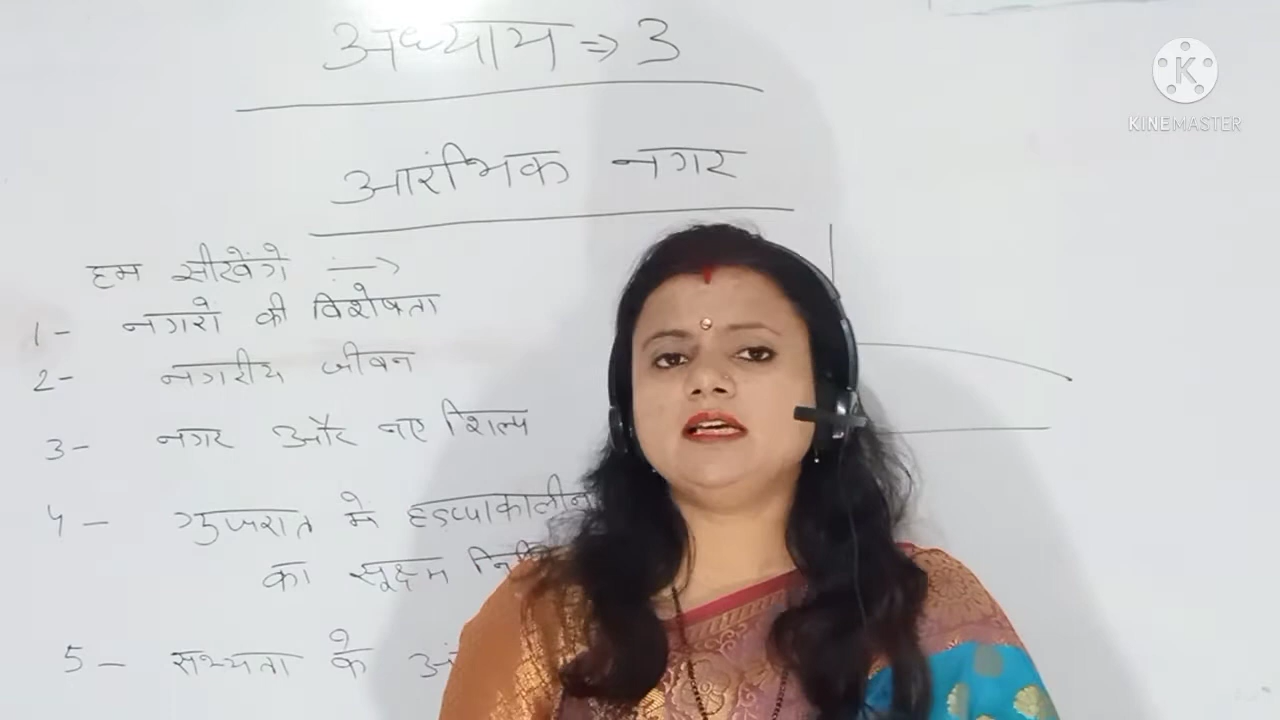 अध्याय => 3
आरंभिक नगर
हम सीखेंगे ÷→
1- नगरों की विशेषता
2- नगरीय जीवन
3- नगर और नए शिल्प
4- गुजरात में हडप्पाकालीन
का सूक्ष्म
5- सभ्यता के
KINEMASTER